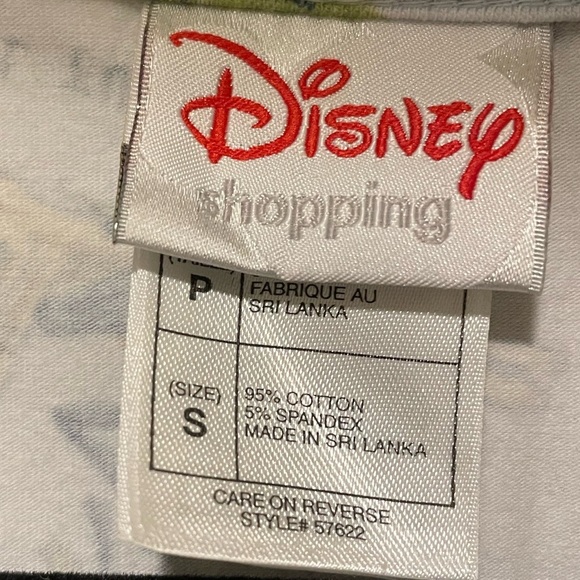 Disney
shopping
P
FABRIQUE AU
SRI LANKA
(SIZE)
S
95% COTTON
5% SPANDEX
MADE IN SRI LANKA
CARE ON REVERSE
STYLE# 57622